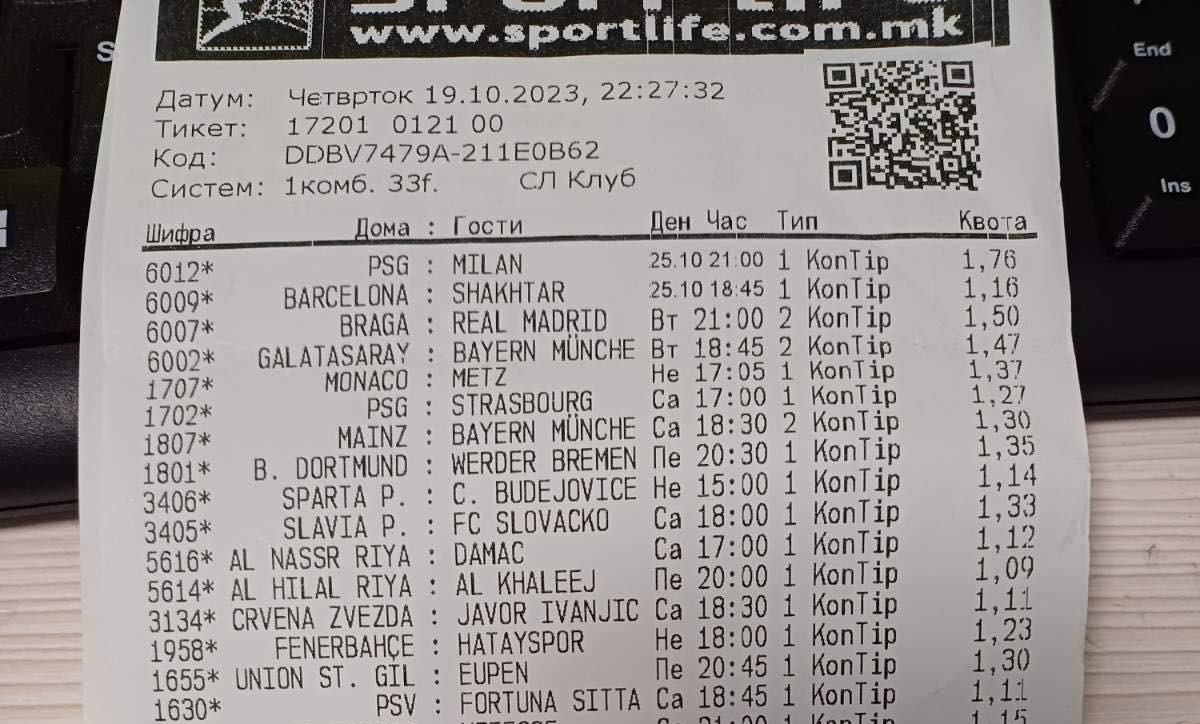 www.sportlife.com.mk
Датум: Четврток 19.10.2023, 22:27:32
Тикет: 17201 0121 00
Код: DDBV7479A-211E0B62
Систем: 1комб. 33f. СЛ Клуб
Шифра Дома : Гости Ден Час Тип Квота
6012* PSG : MILAN 25.10 21:00 1 KonTip 1,76
6009* BARCELONA : SHAKHTAR 25.10 18:45 1 KonTip 1,16
6007* BRAGA : REAL MADRID Вт 21:00 2 KonTip 1,50
6002* GALATASARAY : BAYERN MÜNCHE Вт 18:45 2 KonTip 1,47
1707* MONACO : METZ Не 17:05 1 KonTip 1,37
1702* PSG : STRASBOURG Са 17:00 1 KonTip 1,27
1807* MAINZ : BAYERN MÜNCHE Са 18:30 2 KonTip 1,30
1801* B. DORTMUND : WERDER BREMEN Пе 20:30 1 KonTip 1,35
3406* SPARTA P. : C. BUDEJOVICE Не 15:00 1 KonTip 1,14
3405* SLAVIA P. : FC SLOVACKO Са 18:00 1 KonTip 1,33
5616* AL NASSR RIYA : DAMAC Са 17:00 1 KonTip 1,12
5614* AL HILAL RIYA : AL KHALEEJ Пе 20:00 1 KonTip 1,09
3134* CRVENA ZVEZDA : JAVOR IVANJIC Са 18:30 1 KonTip 1,11
1958* FENERBAHÇE : HATAYSPOR Не 18:00 1 KonTip 1,23
1655* UNION ST. GIL : EUPEN Пе 20:45 1 KonTip 1,30
1630* PSV : FORTUNA SITTA Са 18:45 1 KonTip 1,11
End
0
Ins